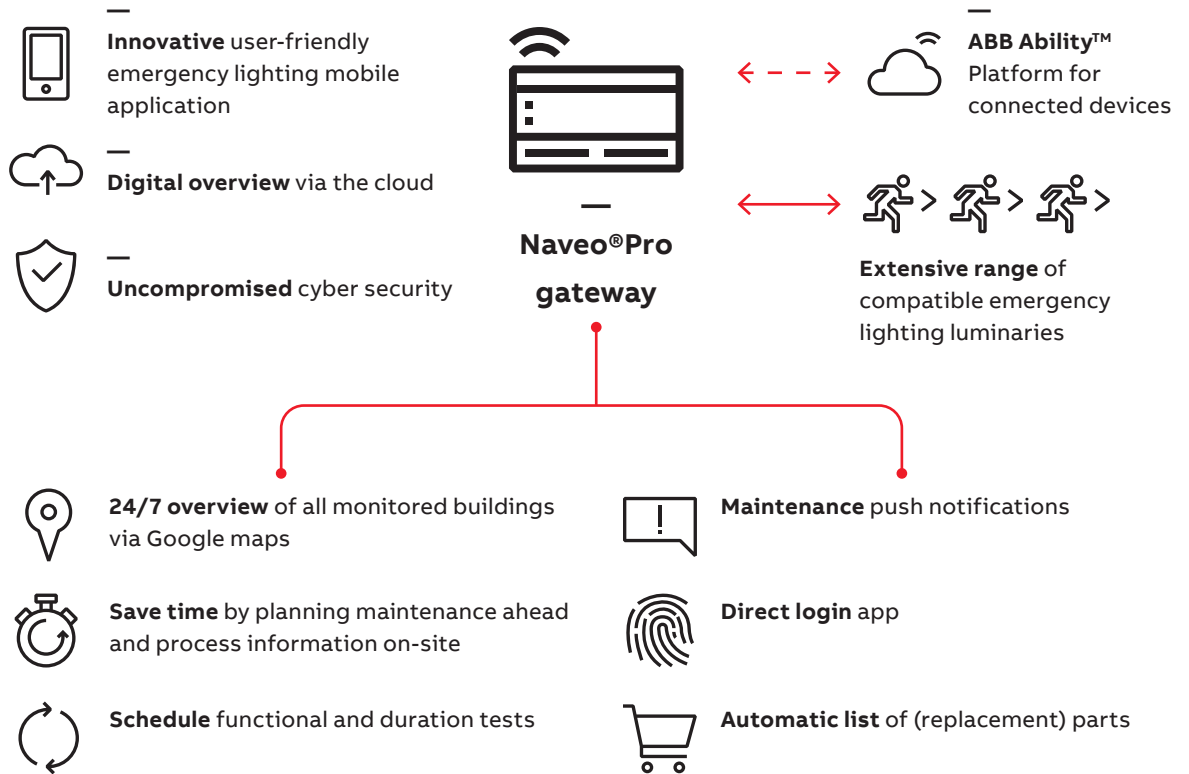 Innovative user-friendly
emergency lighting mobile
application
Digital overview via the cloud
Uncompromised cyber security
Naveo®Pro
gateway
ABB Ability™
Platform for
connected devices
Extensive range of
compatible emergency
lighting luminaries
24/7 overview of all monitored buildings
via Google maps
Save time by planning maintenance ahead
and process information on-site
Schedule functional and duration tests
Maintenance push notifications
Direct login app
Automatic list of (replacement) parts